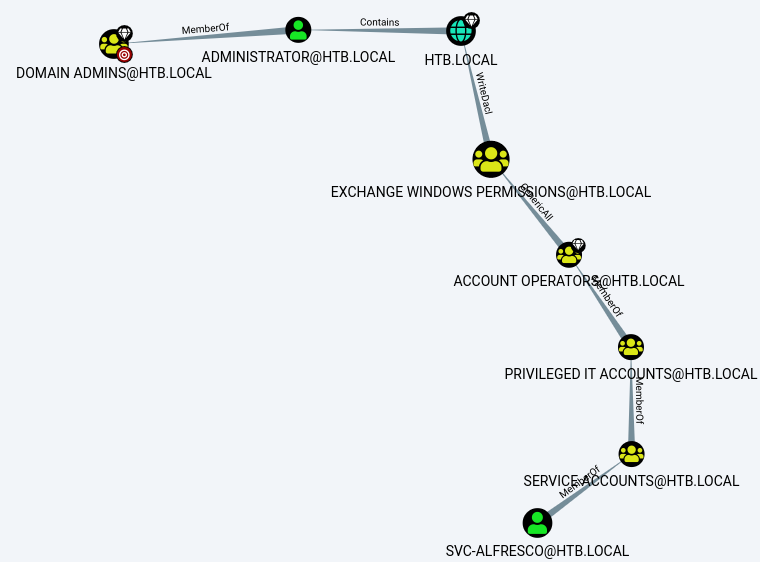 MemberOf
Contains
DOMAIN ADMINS@HTB.LOCAL
ADMINISTRATOR@HTB.LOCAL
HTB.LOCAL
WriteDacl
EXCHANGE WINDOWS PERMISSIONS@HTB.LOCAL
GenericAll
ACCOUNT OPERATORS@HTB.LOCAL
MemberOf
PRIVILEGED IT ACCOUNTS@HTB.LOCAL
MemberOf
SERVICE ACCOUNTS@HTB.LOCAL
MemberOf
SVC-ALFRESCO@HTB.LOCAL